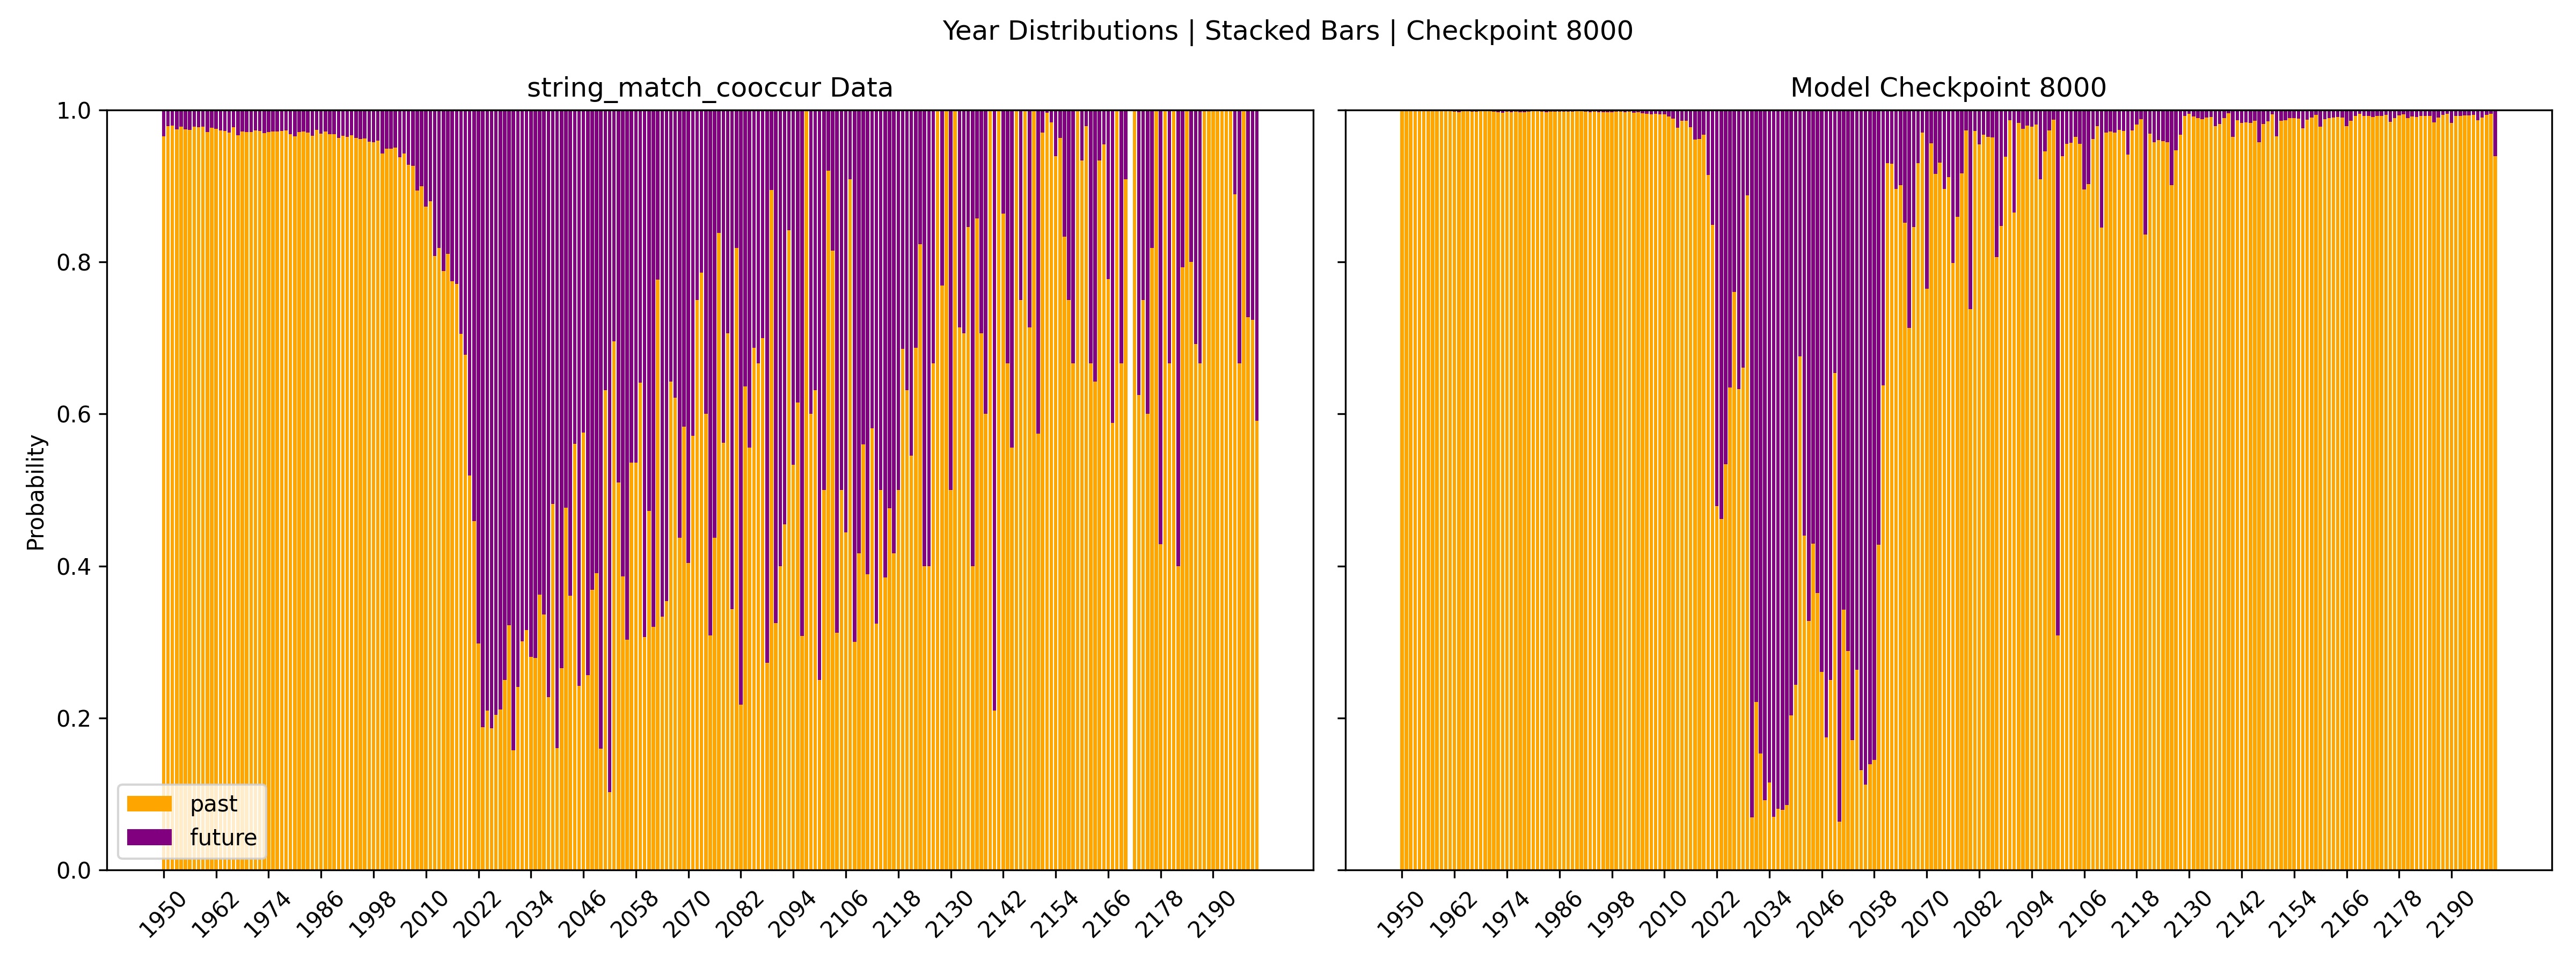 Year Distributions | Stacked Bars | Checkpoint 8000
string_match_cooccur Data
Model Checkpoint 8000
Probability
1.0
0.8
0.6
0.4
0.2
0.0
past
future
1950 1962 1974 1986 1998 2010 2022 2034 2046 2058 2070 2082 2094 2106 2118 2130 2142 2154 2166 2178 2190
1950 1962 1974 1986 1998 2010 2022 2034 2046 2058 2070 2082 2094 2106 2118 2130 2142 2154 2166 2178 2190